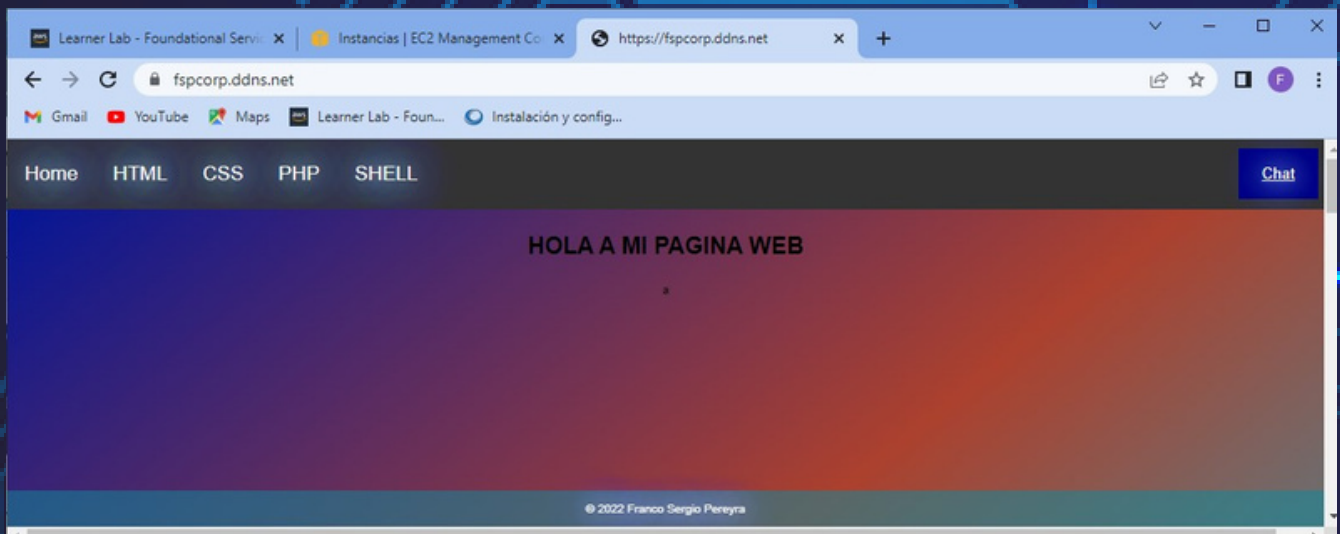 Learner Lab - Foundational Servic
Instancias | EC2 Management Co
https://fspcorp.ddns.net
fspcorp.ddns.net
F
Gmail YouTube Maps Learner Lab - Foun... Instalación y config...
Home HTML CSS PHP SHELL Chat
HOLA A MI PAGINA WEB
a
© 2022 Franco Sergio Pereyra